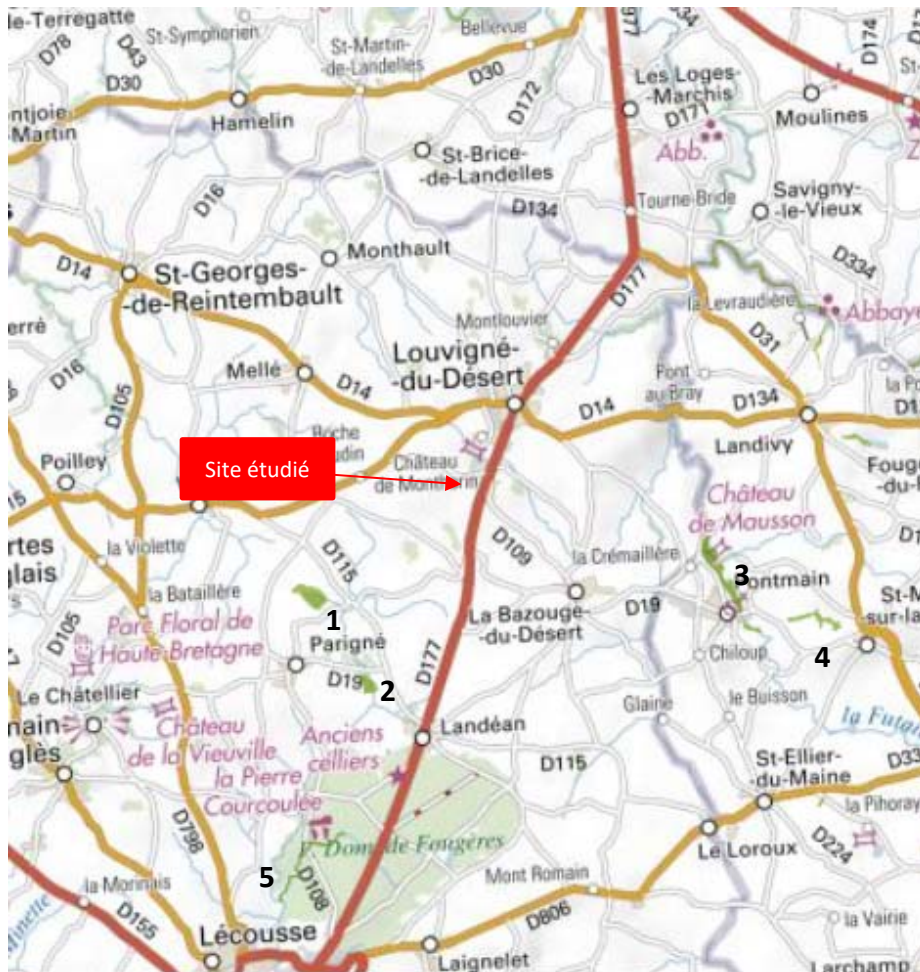 -le-Terregatte
St-Symphorien
Bellevue
D977
D334
D174
D78
D43
St-Martin-
-de-Landelles
D30
D30
D172
Les Loges-
-Marchis
D171
Moulines
Hamelin
Abb.
-Martin
St-Brice-
-de-Landelles
D16
D134
Tourne-Bride
Savigny-
-le-Vieux
Monthault
D14
St-Georges-
-de-Reintembault
D177
D334
la Levraudière
Abbaye
Montlouvier
D16
Louvigné-
-du-Désert
D31
D105
Mellé
D14
Pont
au-Bray
D134
D14
Landivy
Site étudié
Poilley
Château
Château
de Mausson
la Violette
D115
D109
la Crémaillère
3
Pontmain
la Bataillère
1
La Bazouge-
-du-Désert
D19
D105
Parc Floral de
Haute Bretagne
Parigné
D177
4
Chiloup
D19
2
Le Châtellier
Glaine
le Buisson
Château
de la Vieuville
Anciens
celliers
Landéan
la Pierre
Courcoulée
D115
St-Ellier-
-du-Maine
D33
la Pihoray
D798
Dom de Fougères
5
D108
Le Loroux
D224
la Morinais
Mont Romain
D155
D806
la Vairie
Lécousse
Laignelet
Larchamp